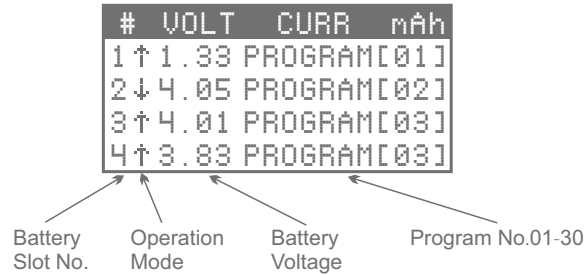 # VOLT CURR mAh
1↑1.33 PROGRAM[01]
2↓4.05 PROGRAM[02]
3↑4.01 PROGRAM[03]
4↑3.83 PROGRAM[03]
Battery Slot No.
Operation Mode
Battery Voltage
Program No.01-30